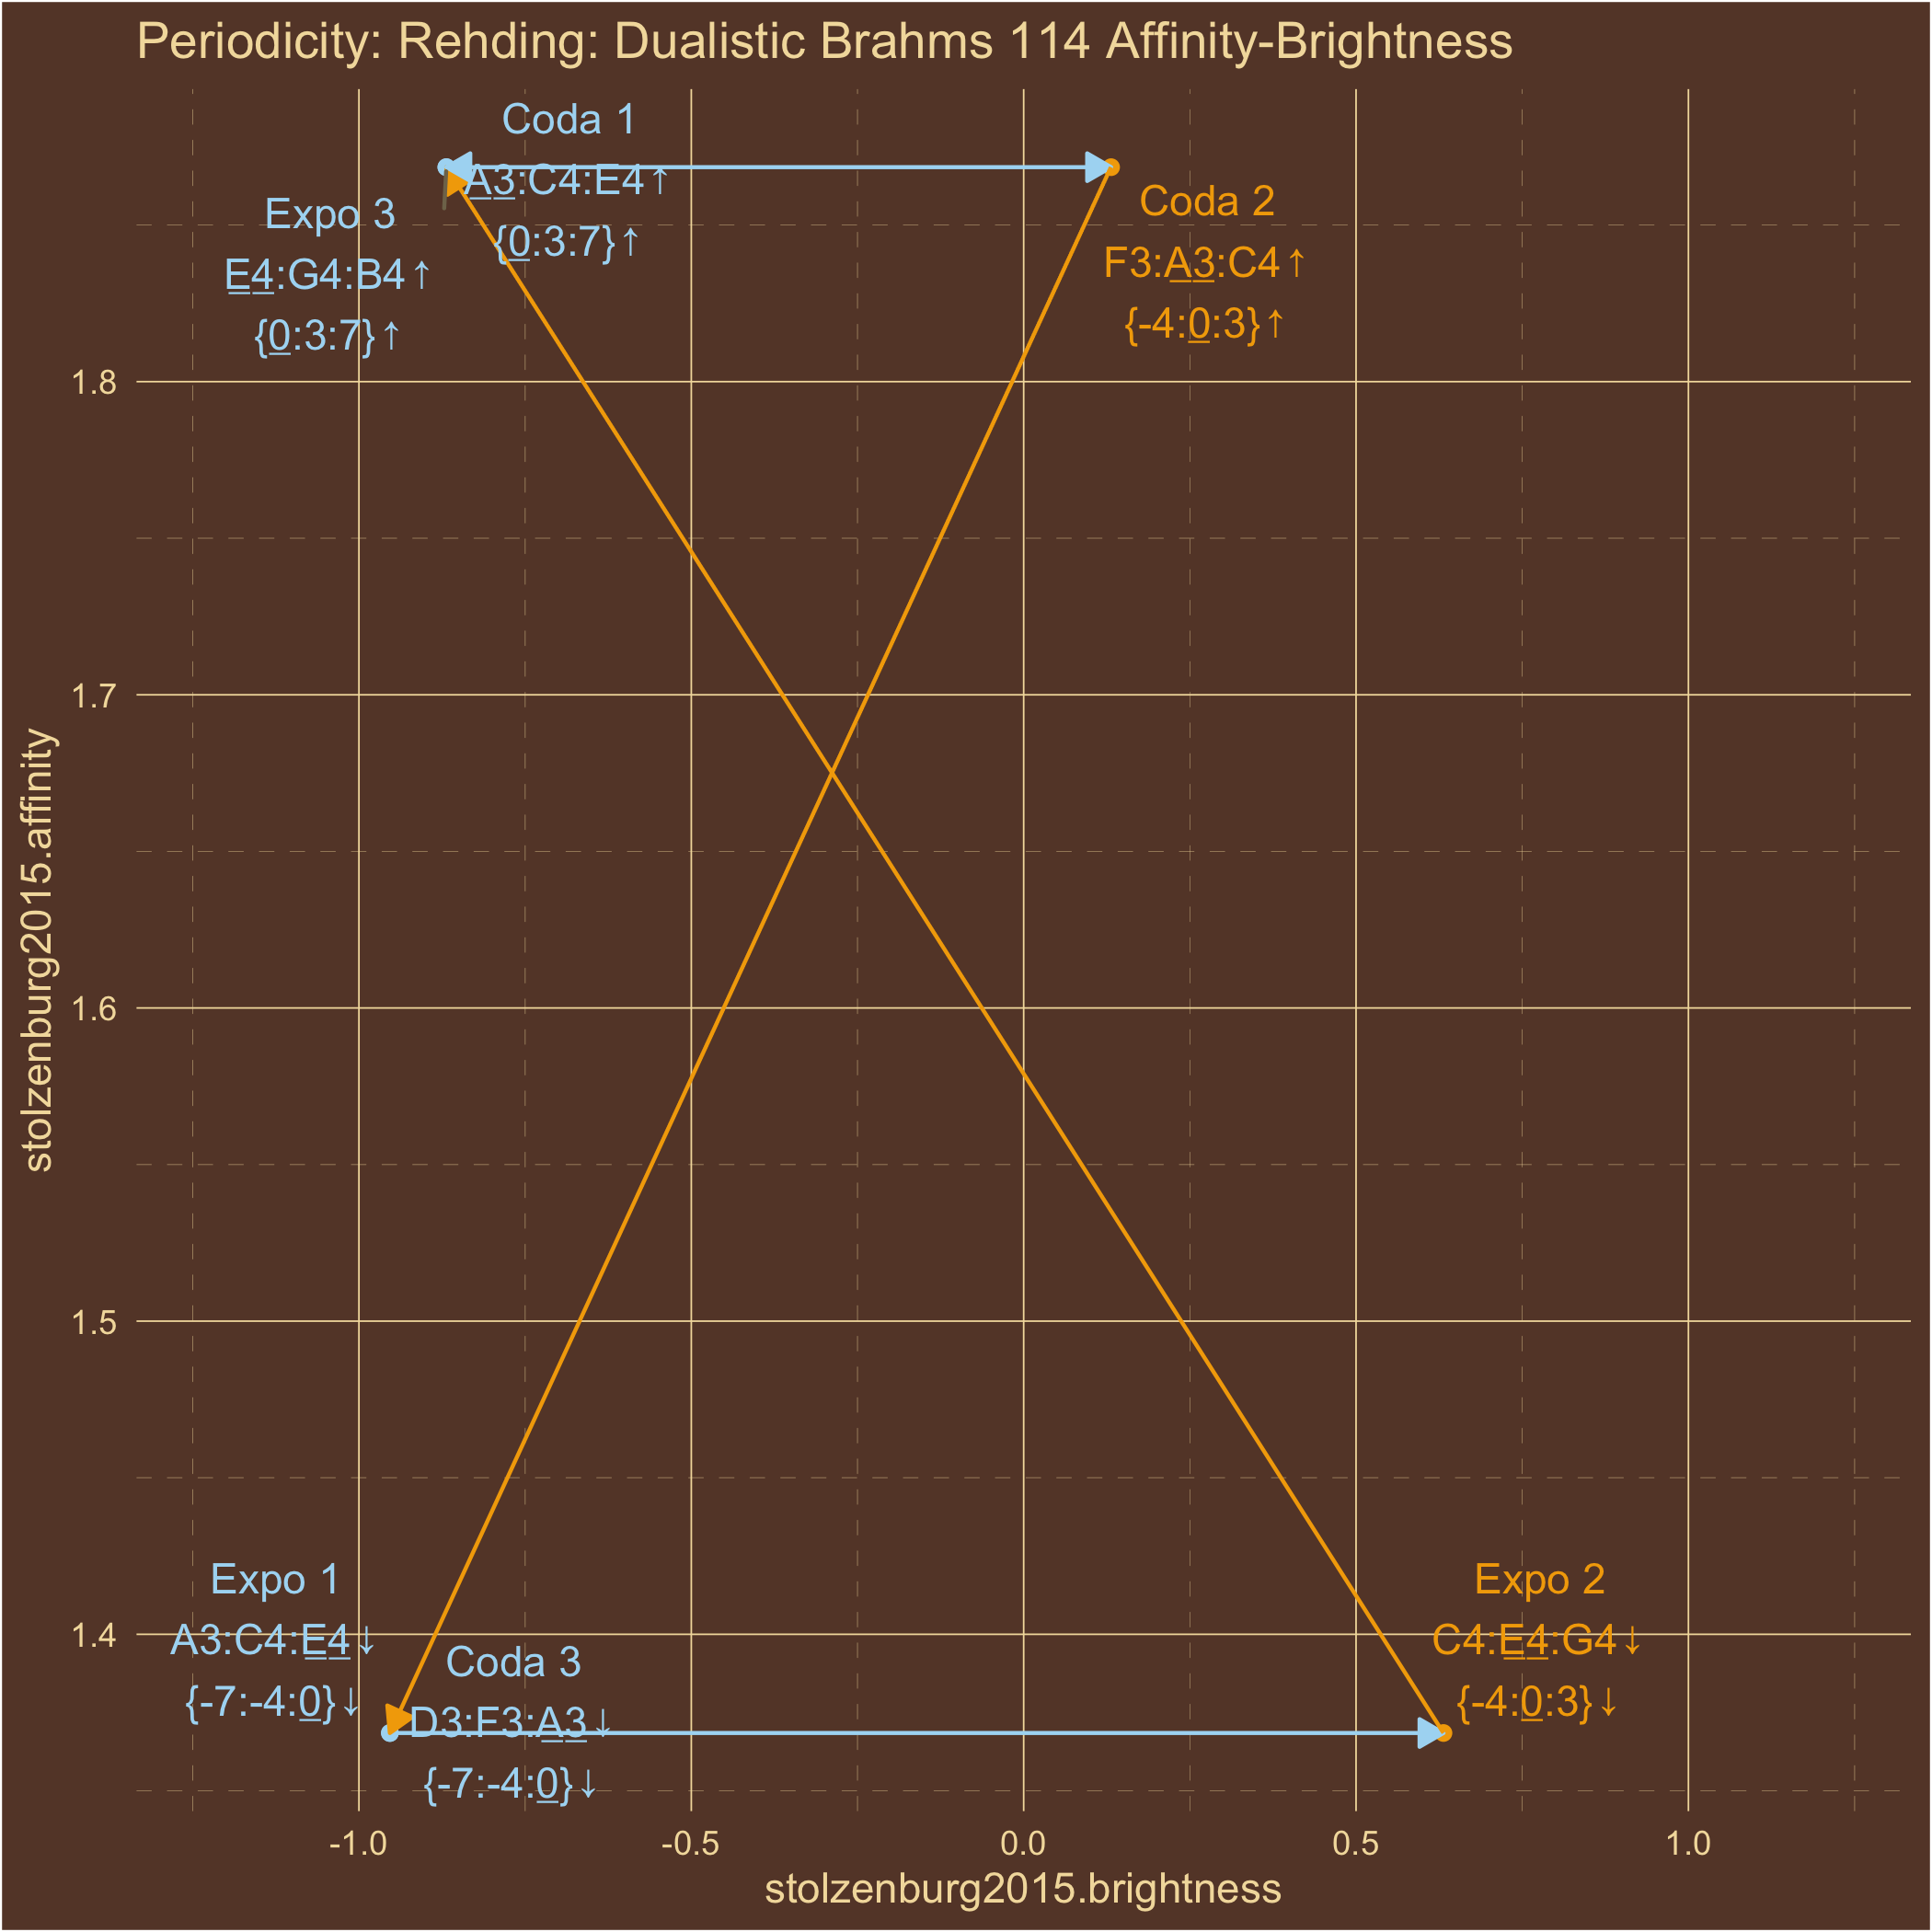 Periodicity: Rehding: Dualistic Brahms 114 Affinity-Brightness
Coda 1
A3:C4:E4↑
{0:3:7}↑
Expo 3
E4:G4:B4↑
{0:3:7}↑
Coda 2
F3:A3:C4↑
{-4:0:3}↑
1.8
1.7
1.6
1.5
1.4
stolzenburg2015.affinity
Expo 1
A3:C4:E4↓
{-7:-4:0}↓
Coda 3
D3:F3:A3↓
{-7:-4:0}↓
Expo 2
C4:E4:G4↓
{-4:0:3}↓
-1.0
-0.5
0.0
0.5
1.0
stolzenburg2015.brightness